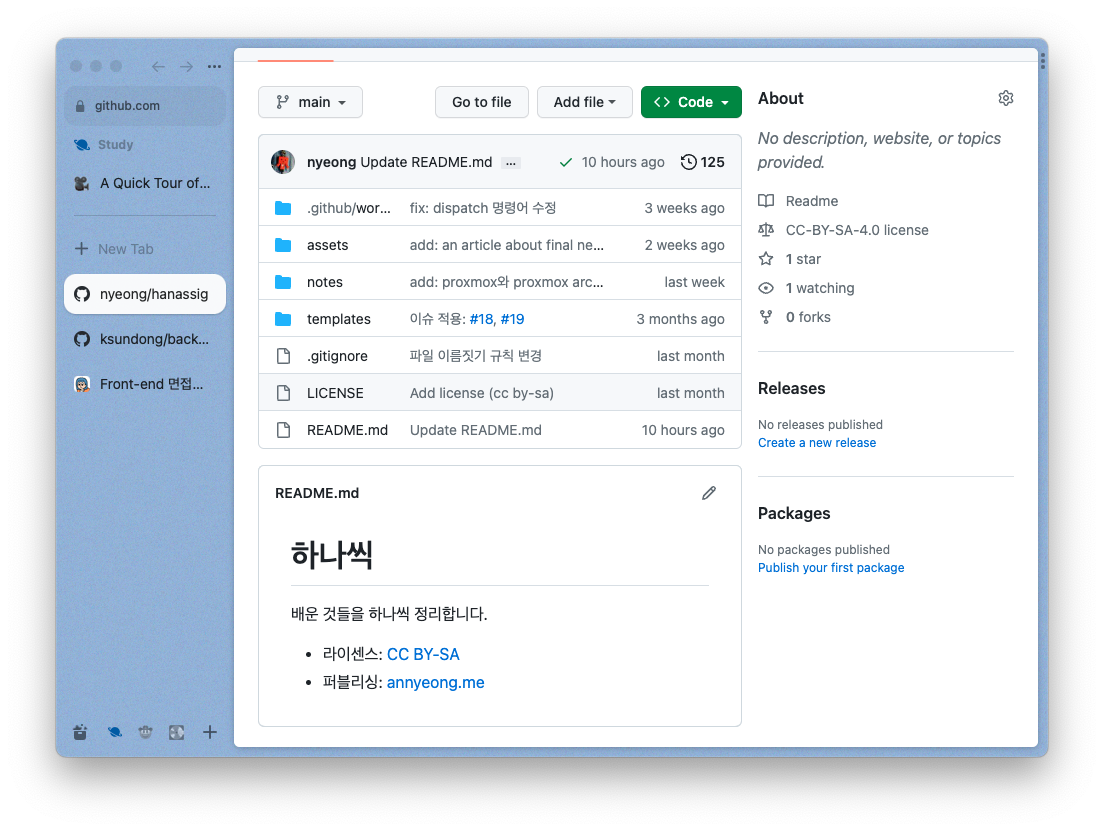 github.com
Study
A Quick Tour of...
New Tab
nyeong/hanassig
ksundong/back...
Front-end 면접...
main
Go to file
Add file
Code
nyeong Update README.md ... 10 hours ago 125
.github/wor... fix: dispatch 명령어 수정 3 weeks ago
assets add: an article about final ne... 2 weeks ago
notes add: proxmox와 proxmox arc... last week
templates 이슈 적용: #18, #19 3 months ago
.gitignore 파일 이름짓기 규칙 변경 last month
LICENSE Add license (cc by-sa) last month
README.md Update README.md 10 hours ago
README.md
하나씩
배운 것들을 하나씩 정리합니다.
• 라이센스: CC BY-SA
• 퍼블리싱: annyeong.me
About
No description, website, or topics
provided.
Readme
CC-BY-SA-4.0 license
1 star
1 watching
0 forks
Releases
No releases published
Create a new release
Packages
No packages published
Publish your first package